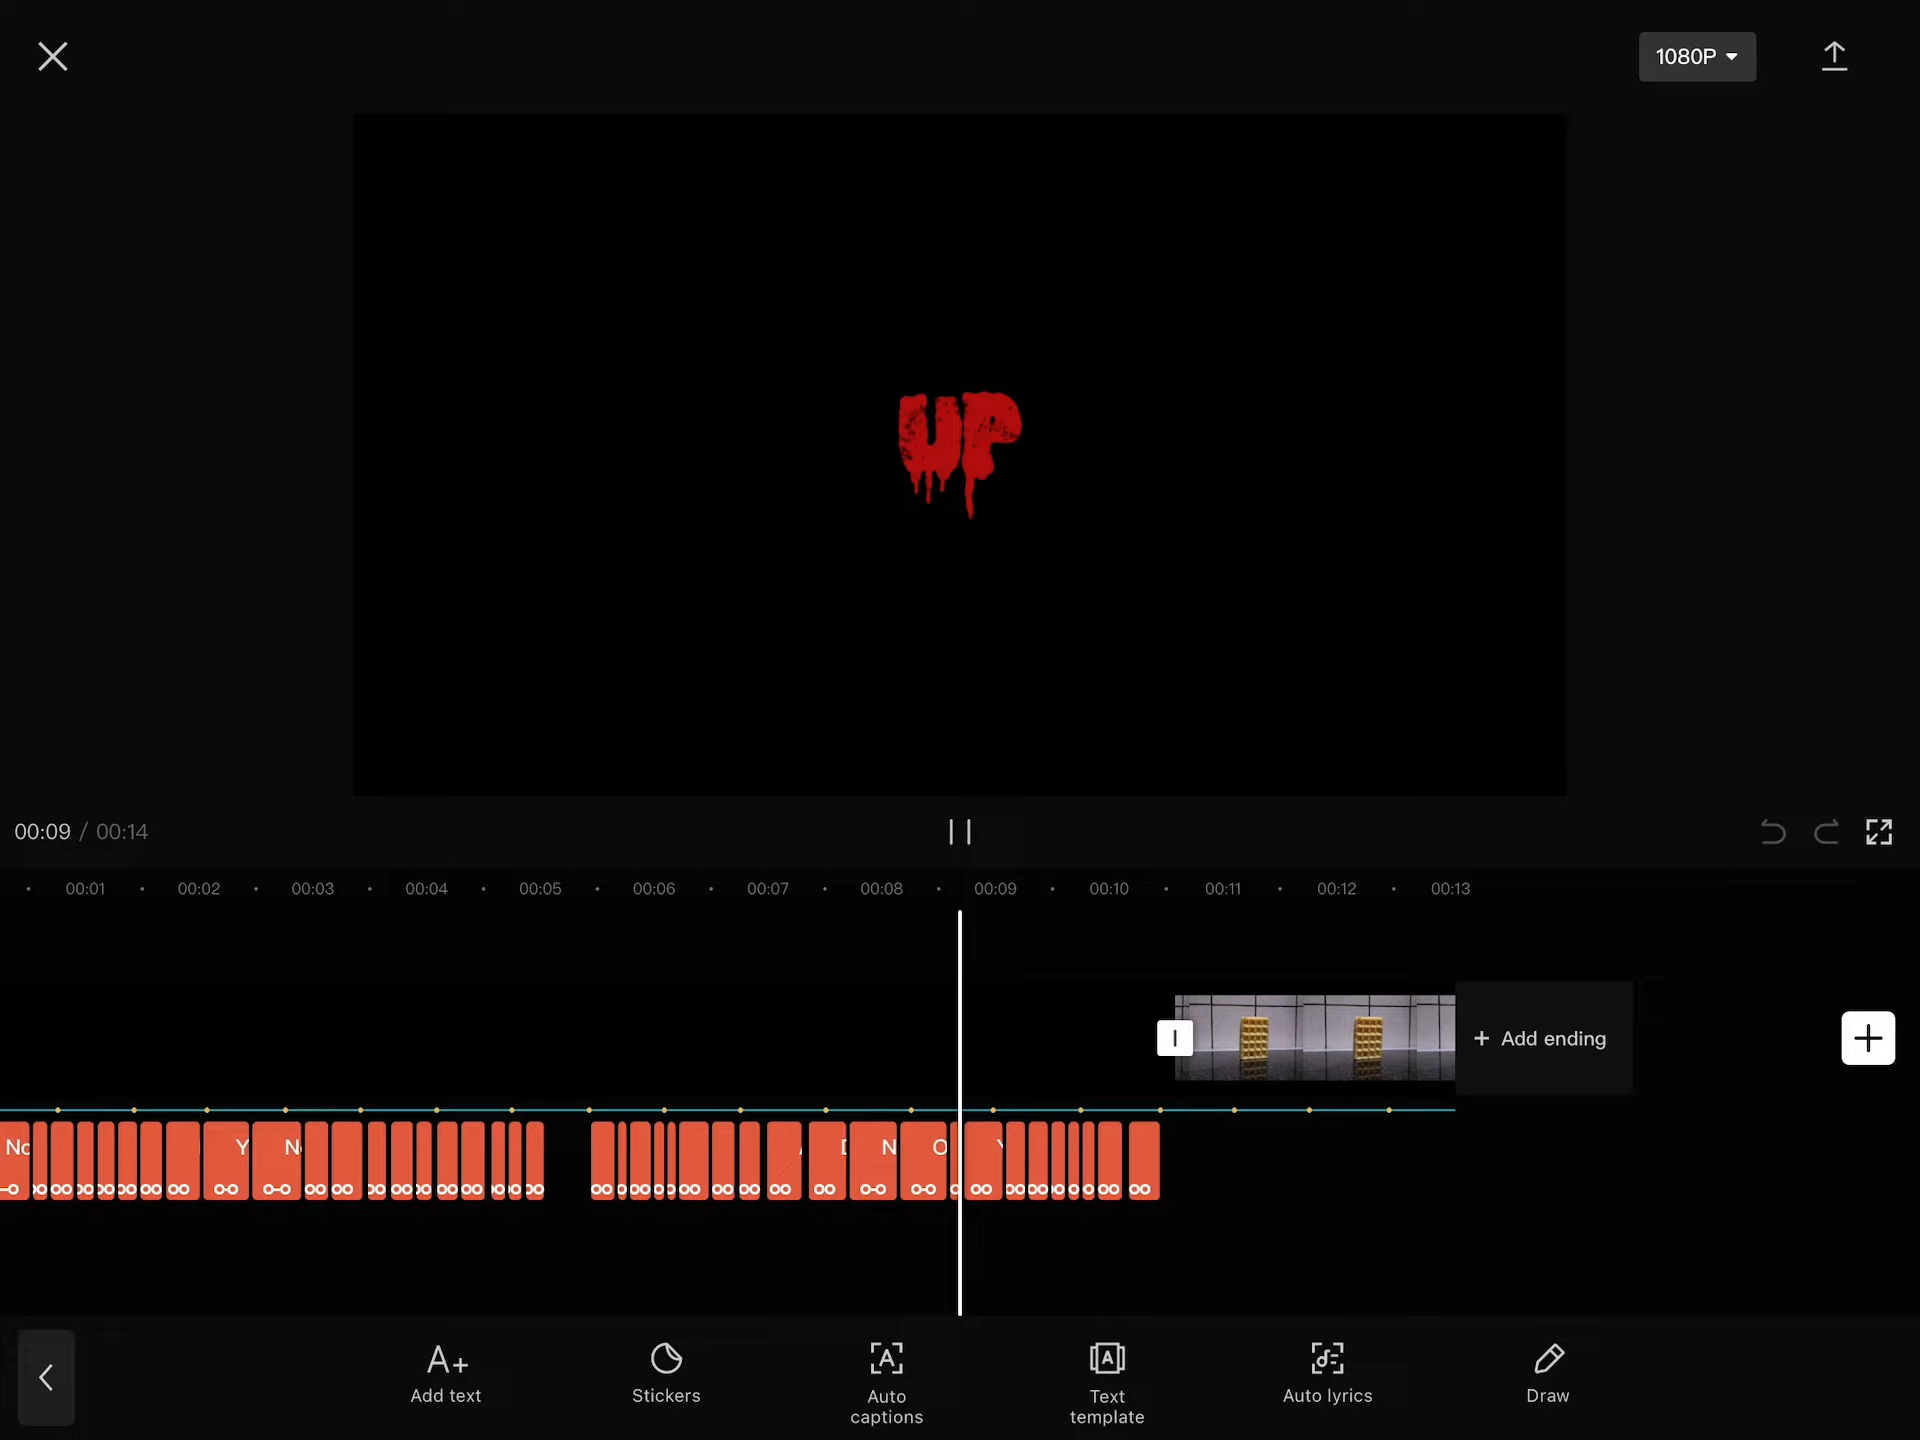 1080P
UP
00:09 / 00:14
00:01 00:02 00:03 00:04 00:05 00:06 00:07 00:08 00:09 00:10 00:11 00:12 00:13
+ Add ending
No Y N N O
A+
Add text
Stickers
Auto captions
Text template
Auto lyrics
Draw